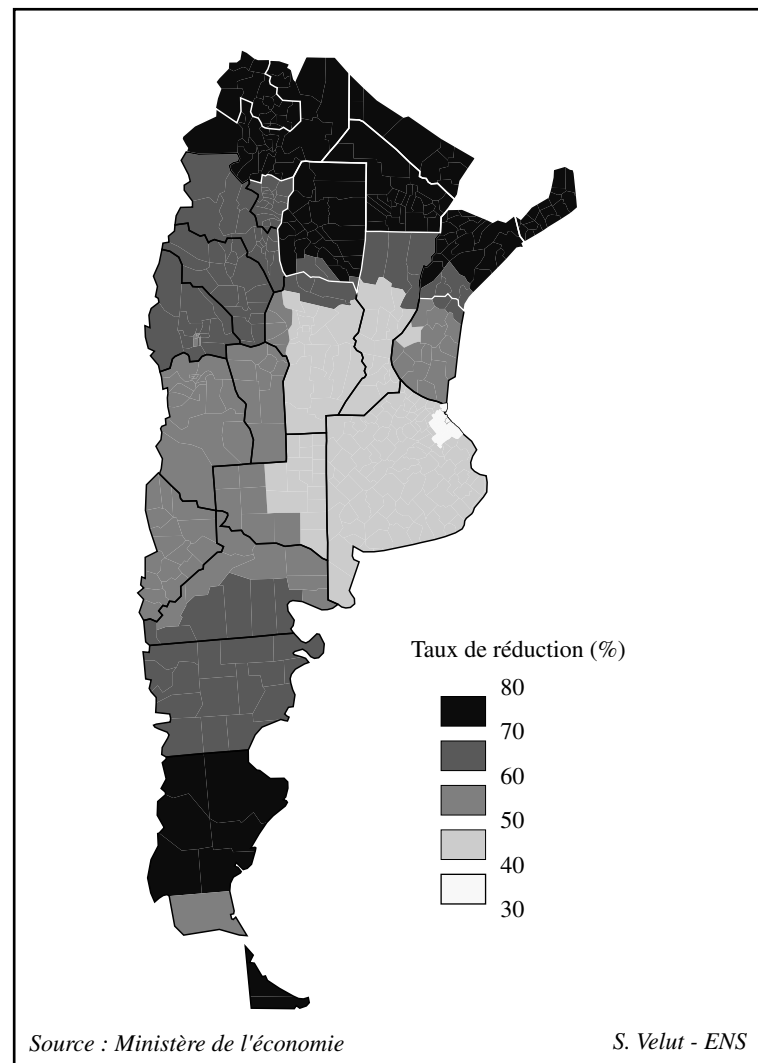 Taux de réduction (%)
80
70
60
50
40
30
Source : Ministère de l'économie
S. Velut - ENS